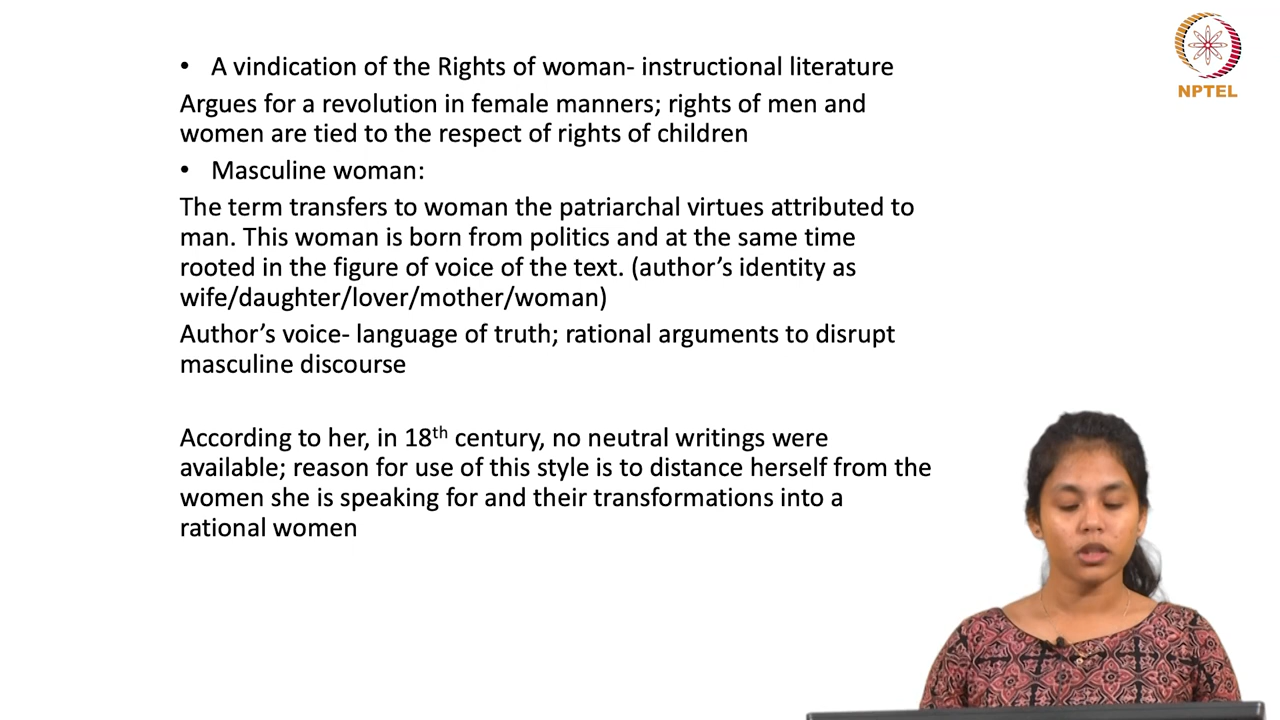 • A vindication of the Rights of woman- instructional literature
Argues for a revolution in female manners; rights of men and
women are tied to the respect of rights of children
• Masculine woman:
The term transfers to woman the patriarchal virtues attributed to
man. This woman is born from politics and at the same time
rooted in the figure of voice of the text. (author’s identity as
wife/daughter/lover/mother/woman)
Author’s voice- language of truth; rational arguments to disrupt
masculine discourse
According to her, in 18th century, no neutral writings were
available; reason for use of this style is to distance herself from the
women she is speaking for and their transformations into a
rational women
NPTEL